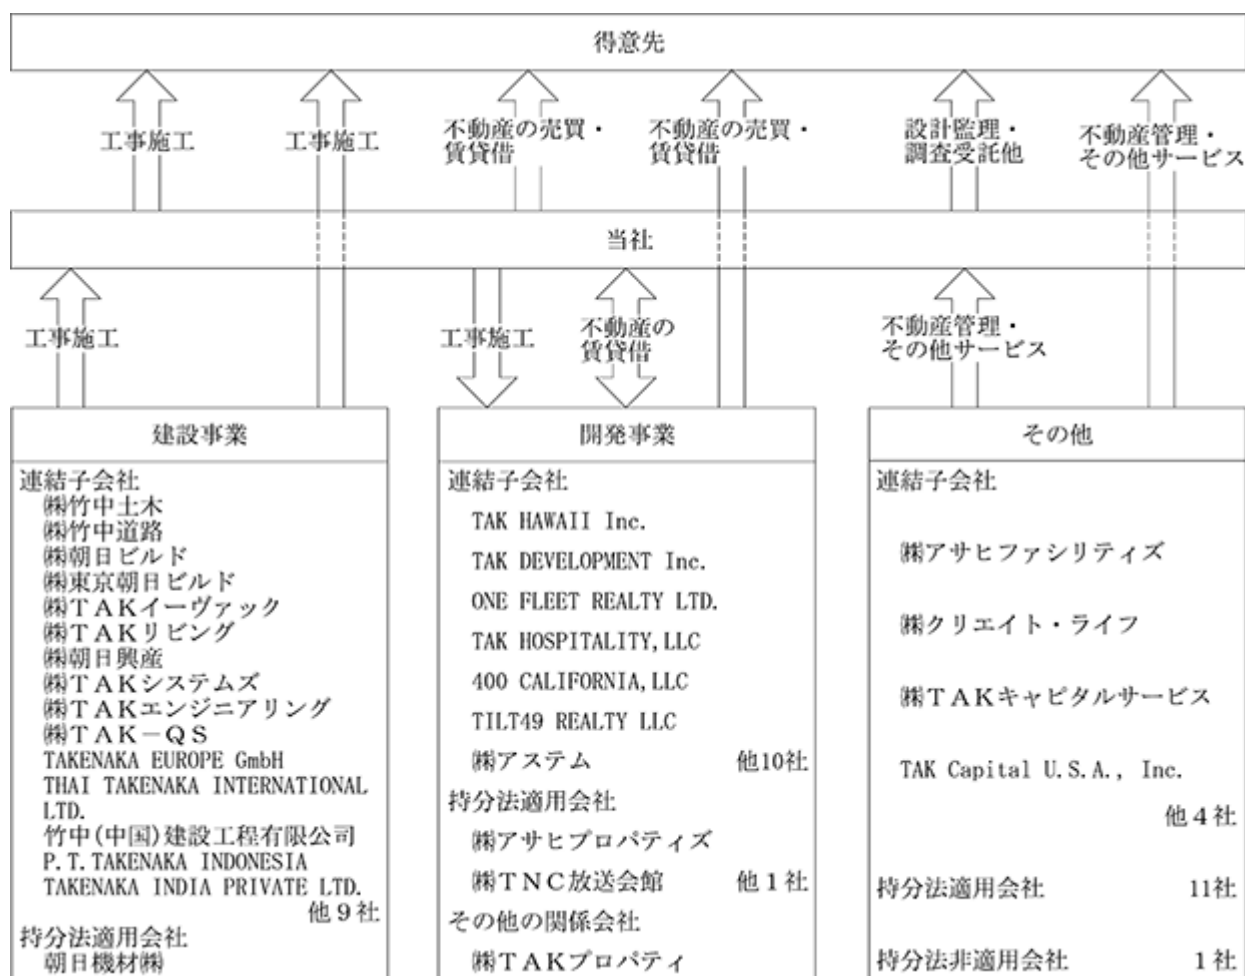 得意先
工事施工
工事施工
不動産の売買・
賃貸借
不動産の売買・
賃貸借
設計監理・
調査受託他
不動産管理・
その他サービス
当社
工事施工
工事施工
不動産の
賃貸借
不動産管理・
その他サービス
建設事業
連結子会社
㈱竹中土木
㈱竹中道路
㈱朝日ビルド
㈱東京朝日ビルド
㈱ＴＡＫイーヴァック
㈱ＴＡＫリビング
㈱朝日興産
㈱ＴＡＫシステムズ
㈱ＴＡＫエンジニアリング
㈱ＴＡＫ－ＱＳ
TAKENAKA EUROPE GmbH
THAI TAKENAKA INTERNATIONAL
LTD.
竹中(中国)建設工程有限公司
P.T.TAKENAKA INDONESIA
TAKENAKA INDIA PRIVATE LTD.
他９社
持分法適用会社
朝日機材㈱
開発事業
連結子会社
TAK HAWAII Inc.
TAK DEVELOPMENT Inc.
ONE FLEET REALTY LTD.
TAK HOSPITALITY,LLC
400 CALIFORNIA,LLC
TILT49 REALTY LLC
㈱アステム 他10社
持分法適用会社
㈱アサヒプロパティズ
㈱ＴＮＣ放送会館 他１社
その他の関係会社
㈱ＴＡＫプロパティ
その他
連結子会社
㈱アサヒファシリティズ
㈱クリエイト・ライフ
㈱ＴＡＫキャピタルサービス
TAK Capital U.S.A., Inc.
他４社
持分法適用会社 11社
持分法非適用会社 １社